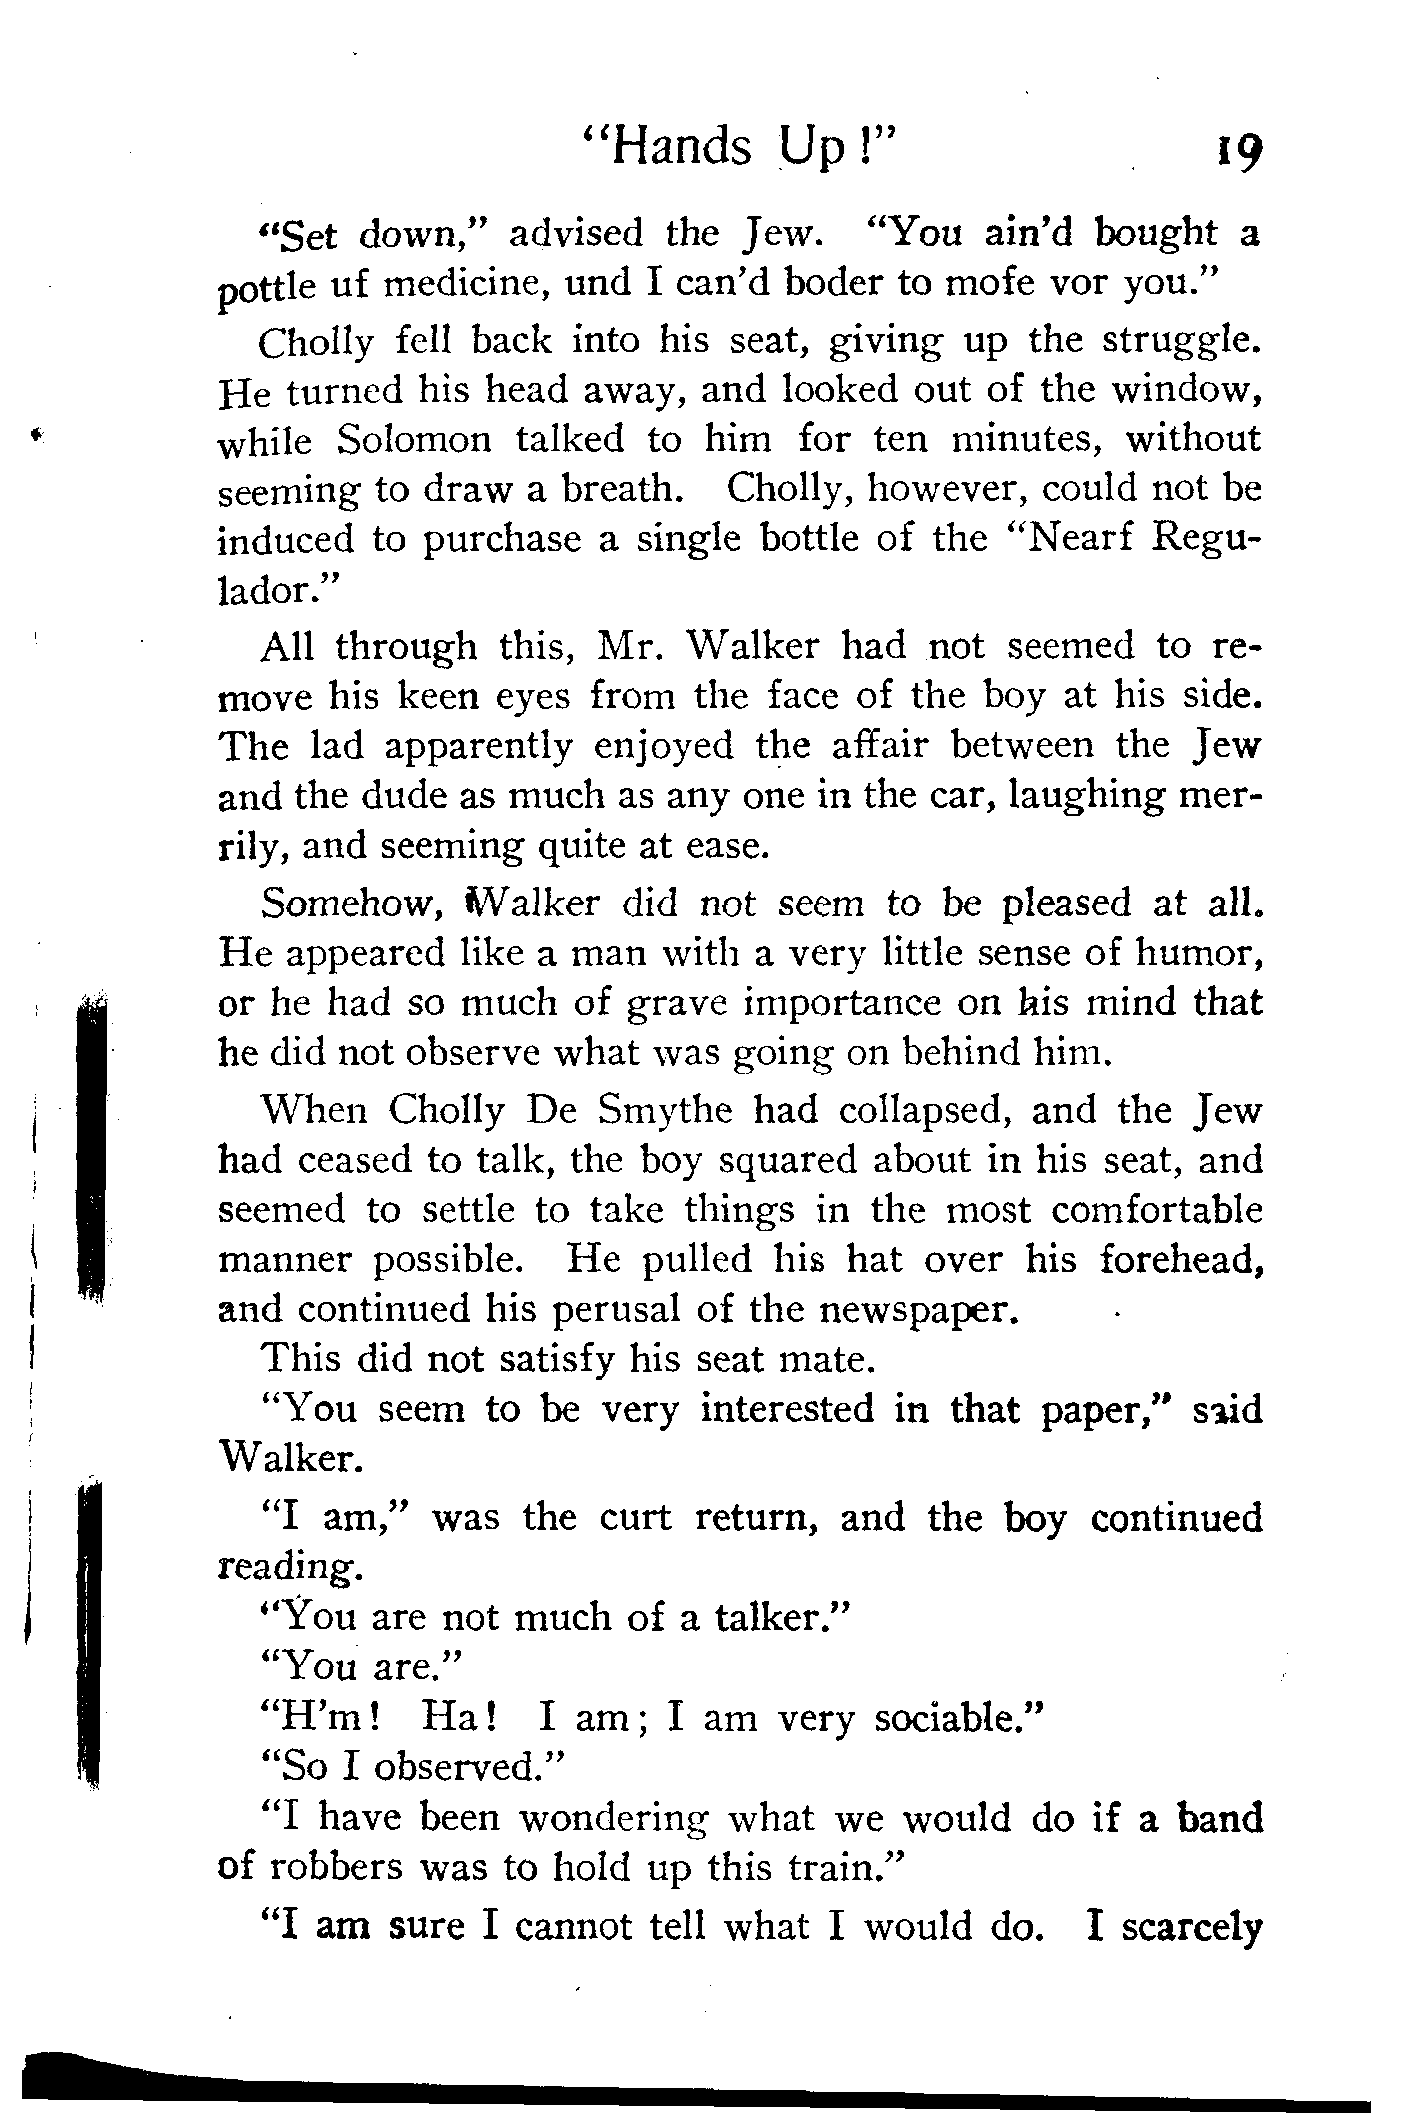 "Hands Up!" 19
"Set down," advised the Jew. "You ain'd bought a
pottle uf medicine, und I can'd boder to mofe vor you."
Cholly fell back into his seat, giving up the struggle.
He turned his head away, and looked out of the window,
while Solomon talked to him for ten minutes, without
seeming to draw a breath. Cholly, however, could not be
induced to purchase a single bottle of the "Nearf Regu-
lador."
All through this, Mr. Walker had not seemed to re-
move his keen eyes from the face of the boy at his side.
The lad apparently enjoyed the affair between the Jew
and the dude as much as any one in the car, laughing mer-
rily, and seeming quite at ease.
Somehow, Walker did not seem to be pleased at all.
He appeared like a man with a very little sense of humor,
or he had so much of grave importance on his mind that
he did not observe what was going on behind him.
When Cholly De Smythe had collapsed, and the Jew
had ceased to talk, the boy squared about in his seat, and
seemed to settle to take things in the most comfortable
manner possible. He pulled his hat over his forehead,
and continued his perusal of the newspaper.
This did not satisfy his seat mate.
"You seem to be very interested in that paper," said
Walker.
"I am," was the curt return, and the boy continued
reading.
"You are not much of a talker."
"You are."
"H'm! Ha! I am; I am very sociable."
"So I observed."
"I have been wondering what we would do if a band
of robbers was to hold up this train."
"I am sure I cannot tell what I would do. I scarcely